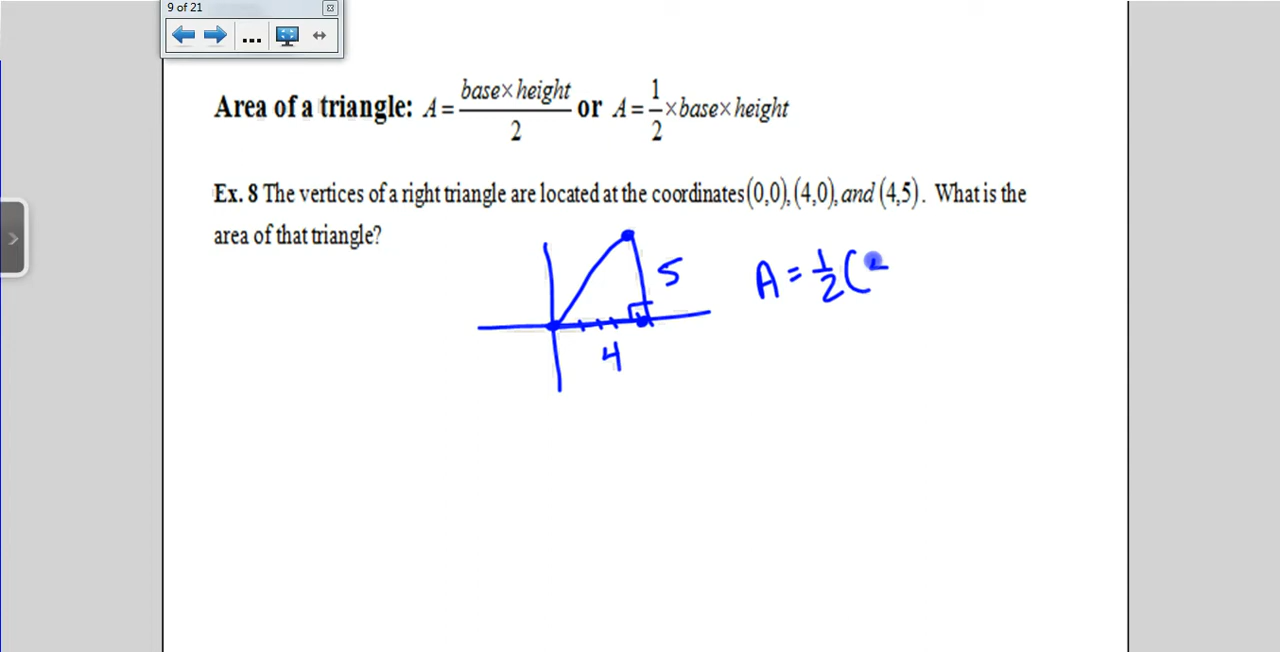 9 of 21
Area of a triangle: A = base×height / 2 or A = 1/2 ×base×height
Ex. 8 The vertices of a right triangle are located at the coordinates (0,0), (4,0), and (4,5). What is the
area of that triangle?
5
A = 1/2 (
4